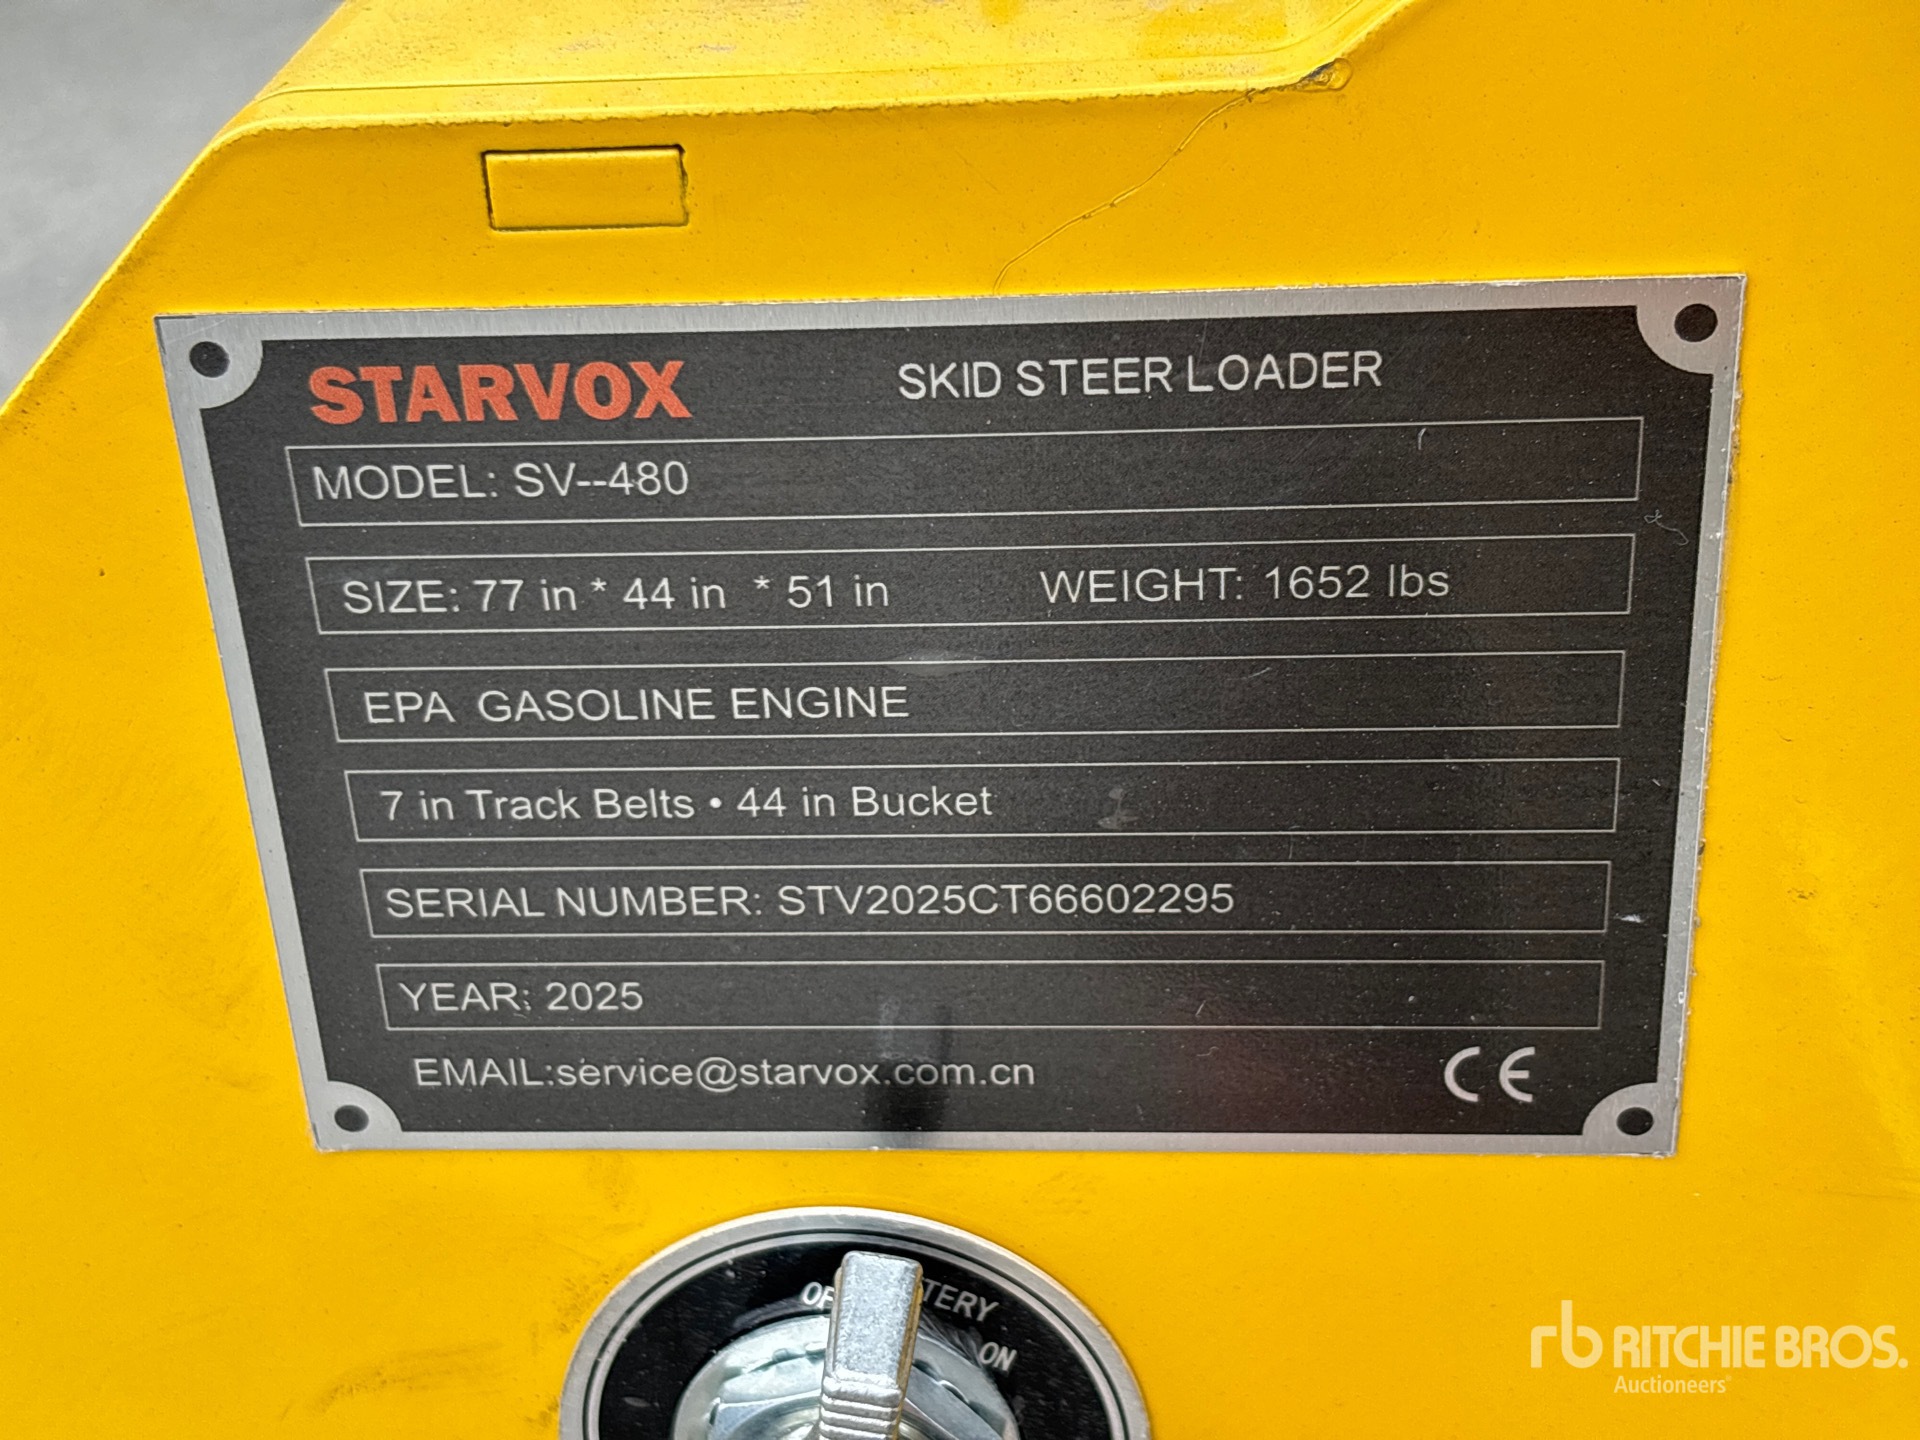 STARVOX SKID STEER LOADER
MODEL: SV--480
SIZE: 77 in * 44 in * 51 in WEIGHT: 1652 lbs
EPA GASOLINE ENGINE
7 in Track Belts • 44 in Bucket
SERIAL NUMBER: STV2025CT66602295
YEAR: 2025
EMAIL:service@starvox.com.cn CE
ON
rb RITCHIE BROS.
Auctioneers